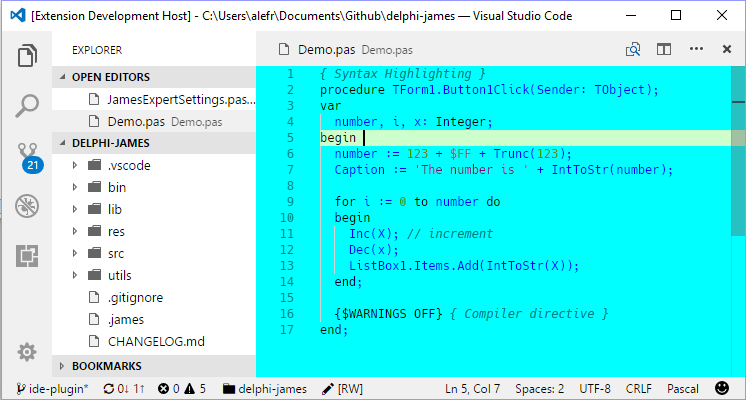 [Extension Development Host] - C:\Users\alefr\Documents\Github\delphi-james — Visual Studio Code
EXPLORER
OPEN EDITORS
JamesExpertSettings.pas...
Demo.pas Demo.pas
DELPHI-JAMES
.vscode
bin
lib
res
src
utils
.gitignore
.james
CHANGELOG.md
BOOKMARKS
21
Demo.pas Demo.pas
1 { Syntax Highlighting }
2 procedure TForm1.Button1Click(Sender: TObject);
3 var
4 number, i, x: Integer;
5 begin
6 number := 123 + $FF + Trunc(123);
7 Caption := 'The number is ' + IntToStr(number);
8
9 for i := 0 to number do
10 begin
11 Inc(X); // increment
12 Dec(x);
13 ListBox1.Items.Add(IntToStr(X));
14 end;
15
16 {$WARNINGS OFF} { Compiler directive }
17 end;
ide-plugin* 0↓ 1↑ 0 5 delphi-james [RW] Ln 5, Col 7 Spaces: 2 UTF-8 CRLF Pascal